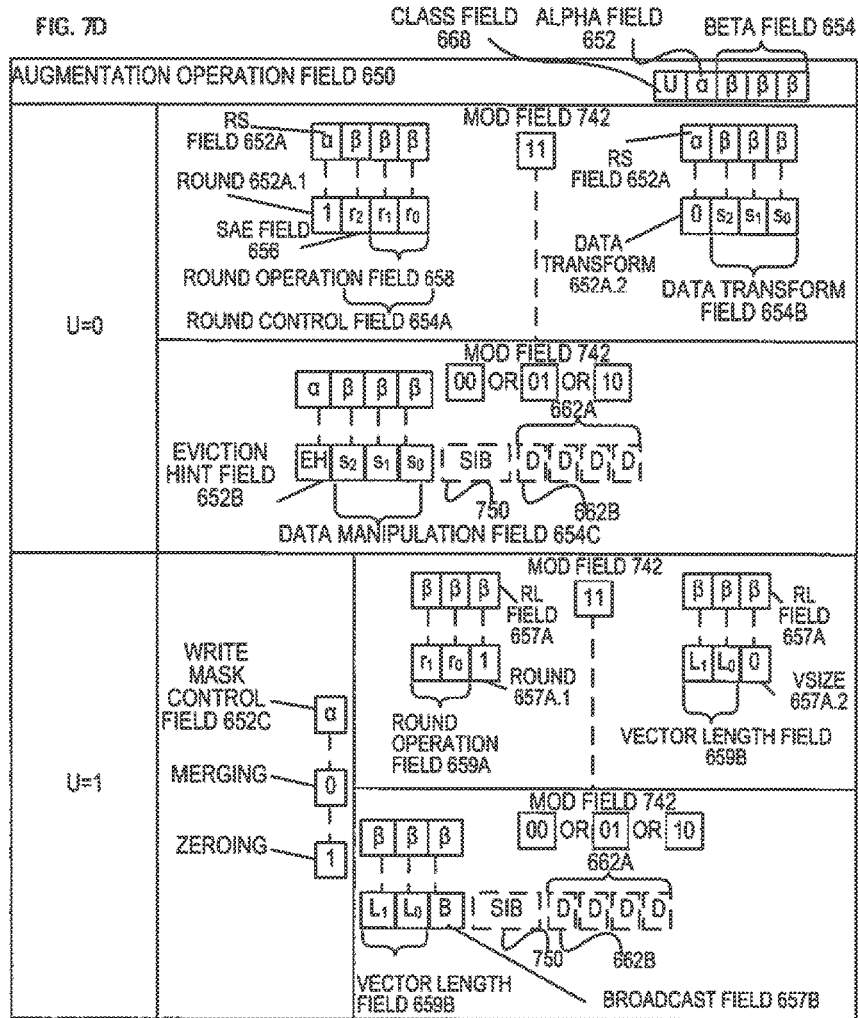 FIG. 7D
CLASS FIELD 668
ALPHA FIELD 652
BETA FIELD 654
AUGMENTATION OPERATION FIELD 650
U α β β β
U=0
MOD FIELD 742
11
RS FIELD 652A
α β β β
ROUND 652A.1
1 r2 r1 r0
SAE FIELD 656
ROUND OPERATION FIELD 658
ROUND CONTROL FIELD 654A
α β β β
RS FIELD 652A
0 s2 s1 s0
DATA TRANSFORM 652A.2
DATA TRANSFORM FIELD 654B
MOD FIELD 742
00 OR 01 OR 10
α β β β
662A
EVICTION HINT FIELD 652B
EH s2 s1 s0
SIB
D D D D
750
662B
DATA MANIPULATION FIELD 654C
U=1
WRITE MASK CONTROL FIELD 652C
α
MERGING
0
ZEROING
1
MOD FIELD 742
11
β β β
RL FIELD 657A
r1 r0 1
ROUND 657A.1
ROUND OPERATION FIELD 659A
β β β
RL FIELD 657A
L1 L0 0
VSIZE 657A.2
VECTOR LENGTH FIELD 659B
MOD FIELD 742
00 OR 01 OR 10
β β β
662A
L1 L0 B
SIB
D D D D
750
662B
VECTOR LENGTH FIELD 659B
BROADCAST FIELD 657B